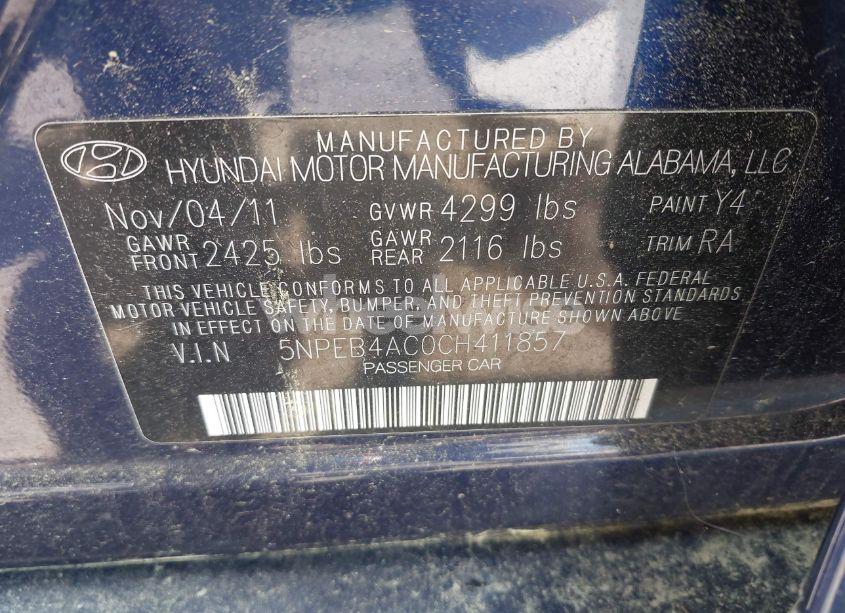 MANUFACTURED BY
HYUNDAI MOTOR MANUFACTURING ALABAMA, LLC
Nov/04/11 GVWR 4299 lbs PAINT Y4
GAWR FRONT 2425 lbs GAWR REAR 2116 lbs TRIM RA
THIS VEHICLE CONFORMS TO ALL APPLICABLE U.S.A. FEDERAL
MOTOR VEHICLE SAFETY, BUMPER, AND THEFT PREVENTION STANDARDS
IN EFFECT ON THE DATE OF MANUFACTURE SHOWN ABOVE
V.I.N 5NPEB4AC0CH411857
PASSENGER CAR